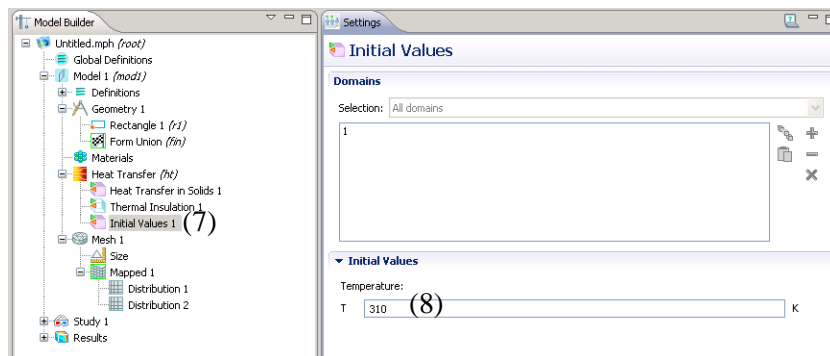 Model Builder
Untitled.mph (root)
Global Definitions
Model 1 (mod1)
Definitions
Geometry 1
Rectangle 1 (r1)
Form Union (fin)
Materials
Heat Transfer (ht)
Heat Transfer in Solids 1
Thermal Insulation 1
Initial Values 1 (7)
Mesh 1
Size
Mapped 1
Distribution 1
Distribution 2
Study 1
Results
Settings
Initial Values
Domains
Selection: All domains
1
Initial Values
Temperature:
T 310 (8) K